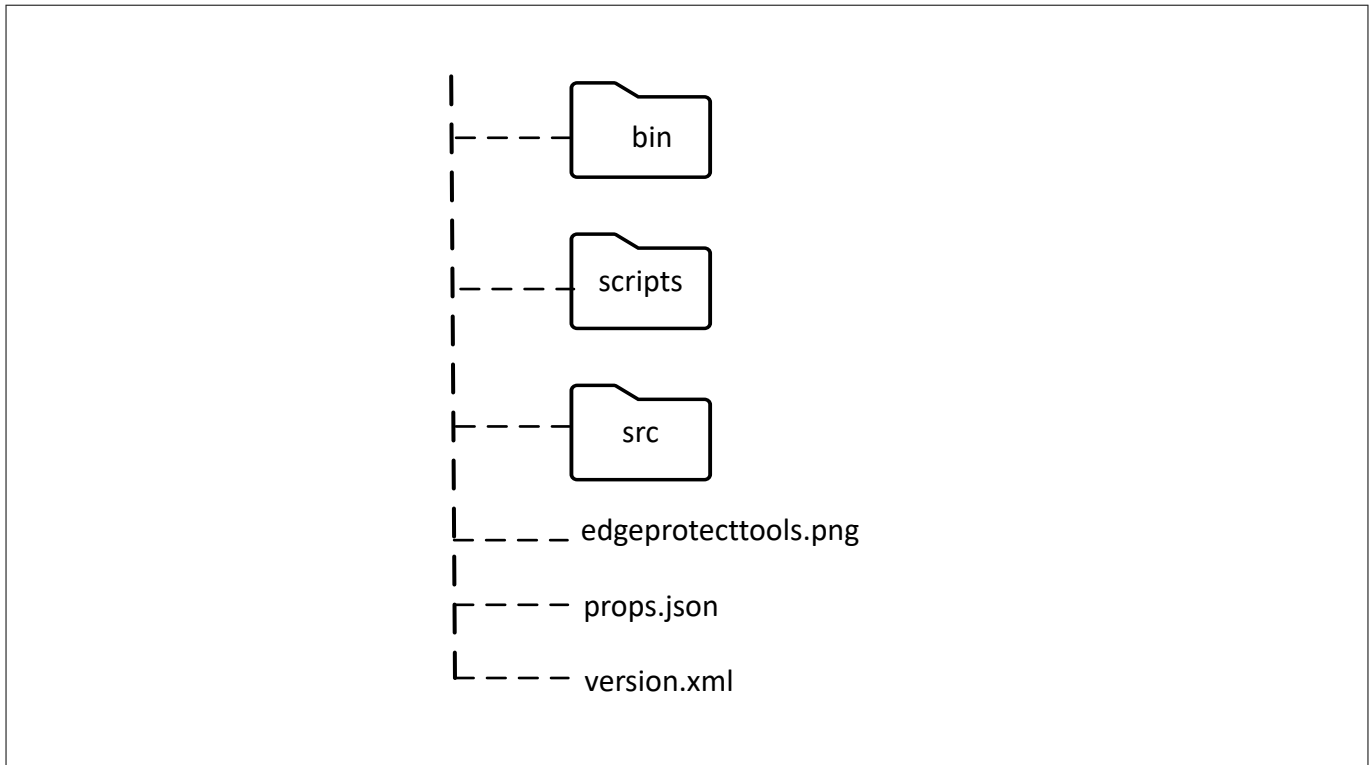 bin
scripts
src
edgeprotecttools.png
props.json
version.xml